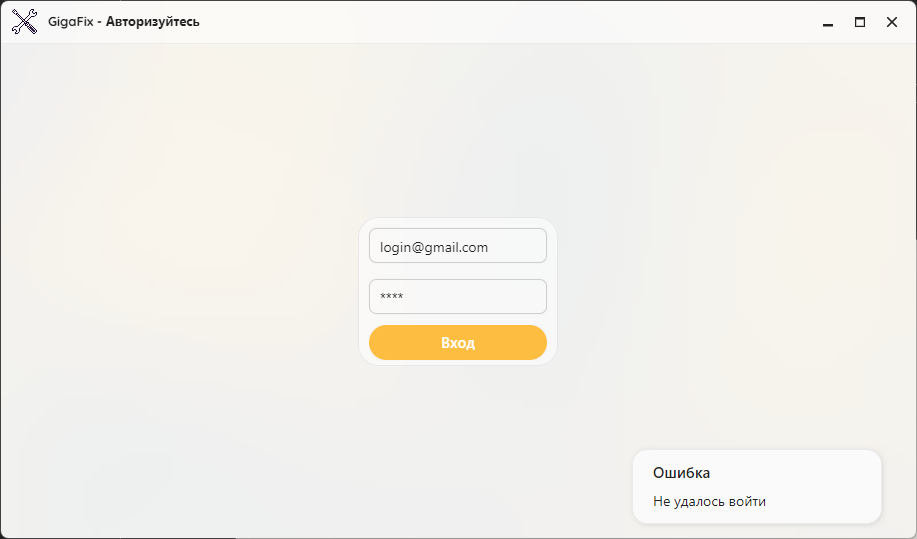 GigaFix - Авторизуйтесь
login@gmail.com
****
Вход
Ошибка
Не удалось войти